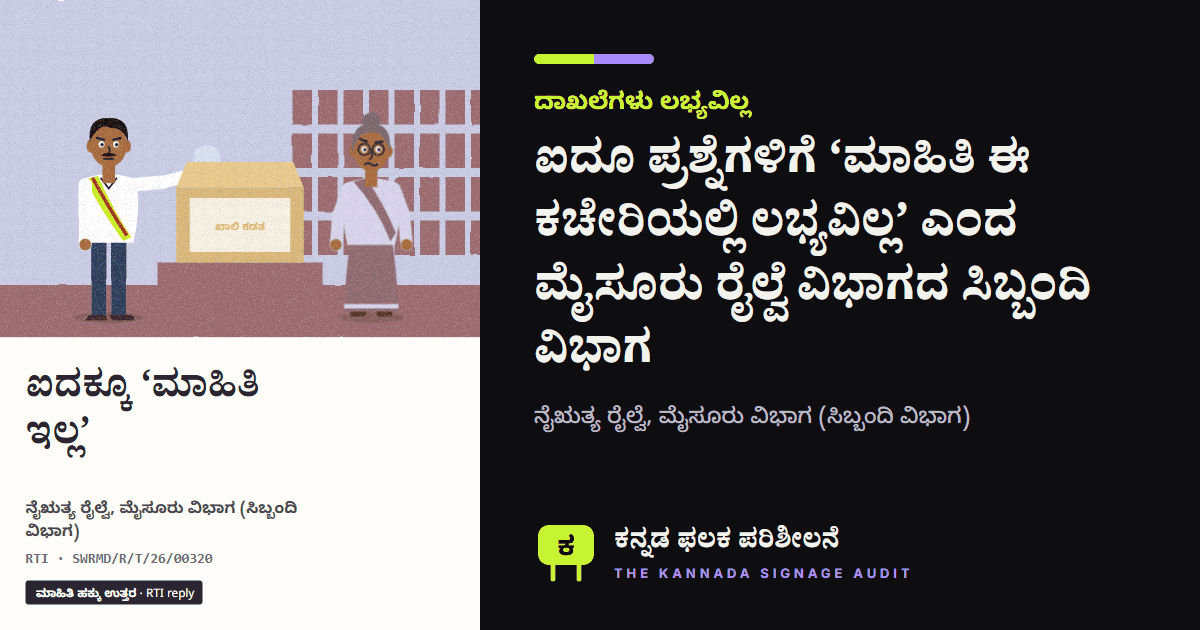 ಖಾಲಿ ಕಡತ
ಐದಕ್ಕೂ ‘ಮಾಹಿತಿ
ಇಲ್ಲ’
ನೈಋತ್ಯ ರೈಲ್ವೆ, ಮೈಸೂರು ವಿಭಾಗ (ಸಿಬ್ಬಂದಿ
ವಿಭಾಗ)
RTI · SWRMD/R/T/26/00320
ಮಾಹಿತಿ ಹಕ್ಕು ಉತ್ತರ · RTI reply
ದಾಖಲೆಗಳು ಲಭ್ಯವಿಲ್ಲ
ಐದೂ ಪ್ರಶ್ನೆಗಳಿಗೆ ‘ಮಾಹಿತಿ ಈ
ಕಚೇರಿಯಲ್ಲಿ ಲಭ್ಯವಿಲ್ಲ’ ಎಂದ
ಮೈಸೂರು ರೈಲ್ವೆ ವಿಭಾಗದ ಸಿಬ್ಬಂದಿ
ವಿಭಾಗ
ನೈಋತ್ಯ ರೈಲ್ವೆ, ಮೈಸೂರು ವಿಭಾಗ (ಸಿಬ್ಬಂದಿ ವಿಭಾಗ)
ಕ
ಕನ್ನಡ ಫಲಕ ಪರಿಶೀಲನೆ
THE KANNADA SIGNAGE AUDIT